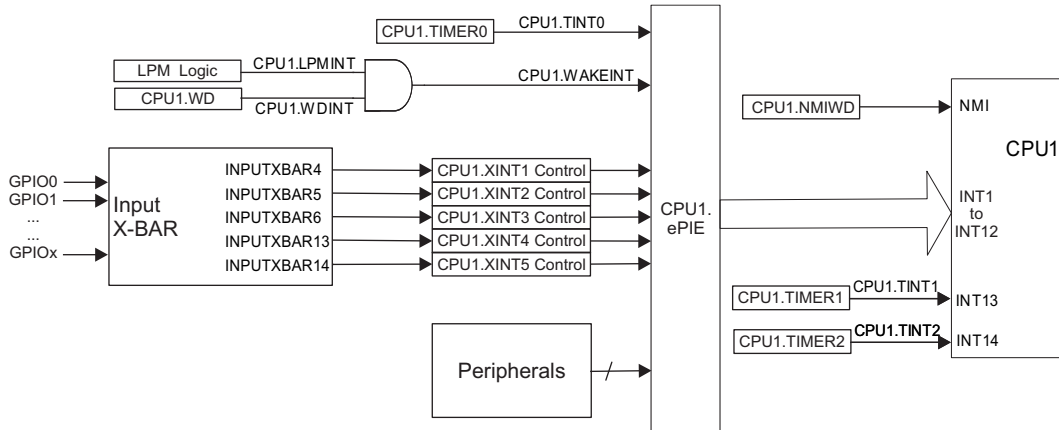 CPU1.TIMER0
CPU1.TINT0
LPM Logic
CPU1.LPMINT
CPU1.WD
CPU1.WDINT
CPU1.WAKEINT
GPIO0
GPIO1
...
...
GPIOx
Input
X-BAR
INPUTXBAR4
INPUTXBAR5
INPUTXBAR6
INPUTXBAR13
INPUTXBAR14
CPU1.XINT1 Control
CPU1.XINT2 Control
CPU1.XINT3 Control
CPU1.XINT4 Control
CPU1.XINT5 Control
Peripherals
CPU1.
ePIE
CPU1.NMIWD
NMI
CPU1
INT1
to
INT12
CPU1.TIMER1
CPU1.TINT1
INT13
CPU1.TIMER2
CPU1.TINT2
INT14